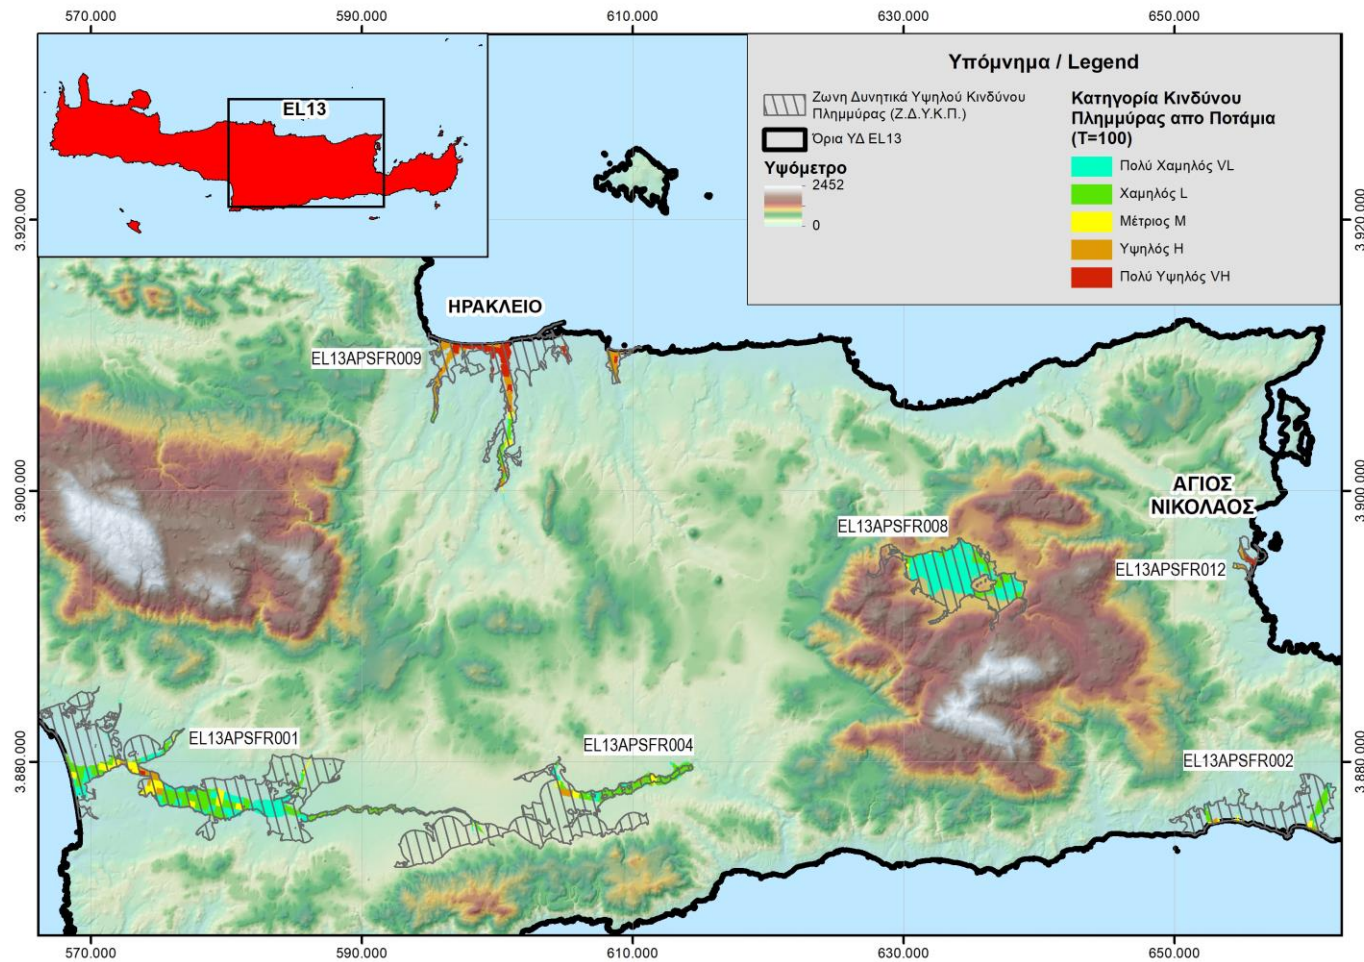 570.000
590.000
610.000
630.000
650.000
EL13
Υπόμνημα / Legend
Ζωνη Δυνητικά Υψηλού Κινδύνου
Πλημμύρας (Ζ.Δ.Υ.Κ.Π.)
Όρια ΥΔ EL13
Υψόμετρο
2452
0
Κατηγορία Κινδύνου
Πλημμύρας απο Ποτάμια
(T=100)
Πολύ Χαμηλός VL
Χαμηλός L
Μέτριος M
Υψηλός H
Πολύ Υψηλός VH
3.920.000
3.920.000
ΗΡΑΚΛΕΙΟ
EL13APSFR009
3.900.000
3.900.000
ΑΓΙΟΣ
ΝΙΚΟΛΑΟΣ
EL13APSFR008
EL13APSFR012
EL13APSFR001
EL13APSFR004
EL13APSFR002
3.880.000
3.880.000
570.000
590.000
610.000
630.000
650.000